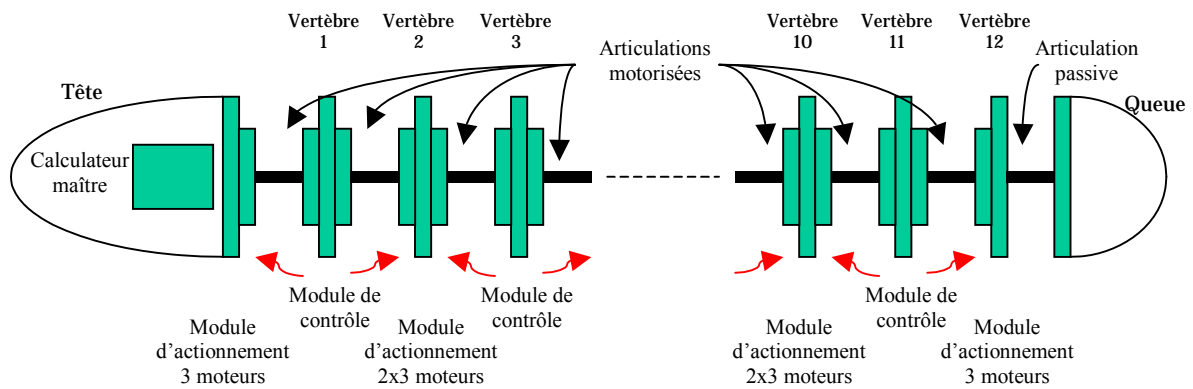 Vertèbre
1
Vertèbre
2
Vertèbre
3
Vertèbre
10
Vertèbre
11
Vertèbre
12
Articulations
motorisées
Articulation
passive
Tête
Queue
Calculateur
maître
Module de
contrôle
Module de
contrôle
Module de
contrôle
Module
d’actionnement
3 moteurs
Module
d’actionnement
2x3 moteurs
Module
d’actionnement
2x3 moteurs
Module
d’actionnement
3 moteurs